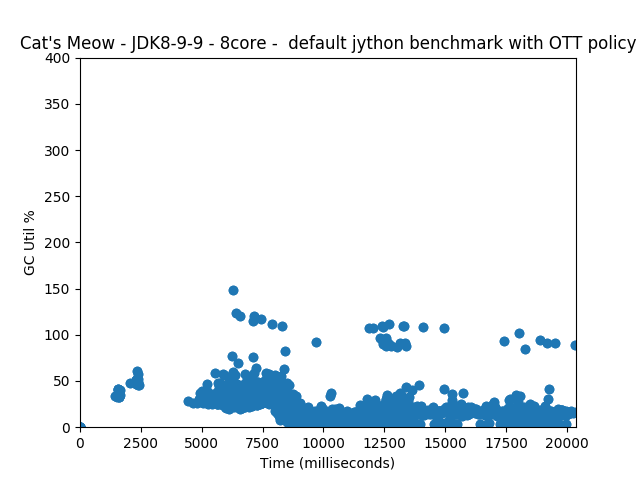 Cat's Meow - JDK8-9-9 - 8core -  default jython benchmark with OTT policy
400
350
300
250
200
150
100
50
0
GC Util %
0 2500 5000 7500 10000 12500 15000 17500 20000
Time (milliseconds)